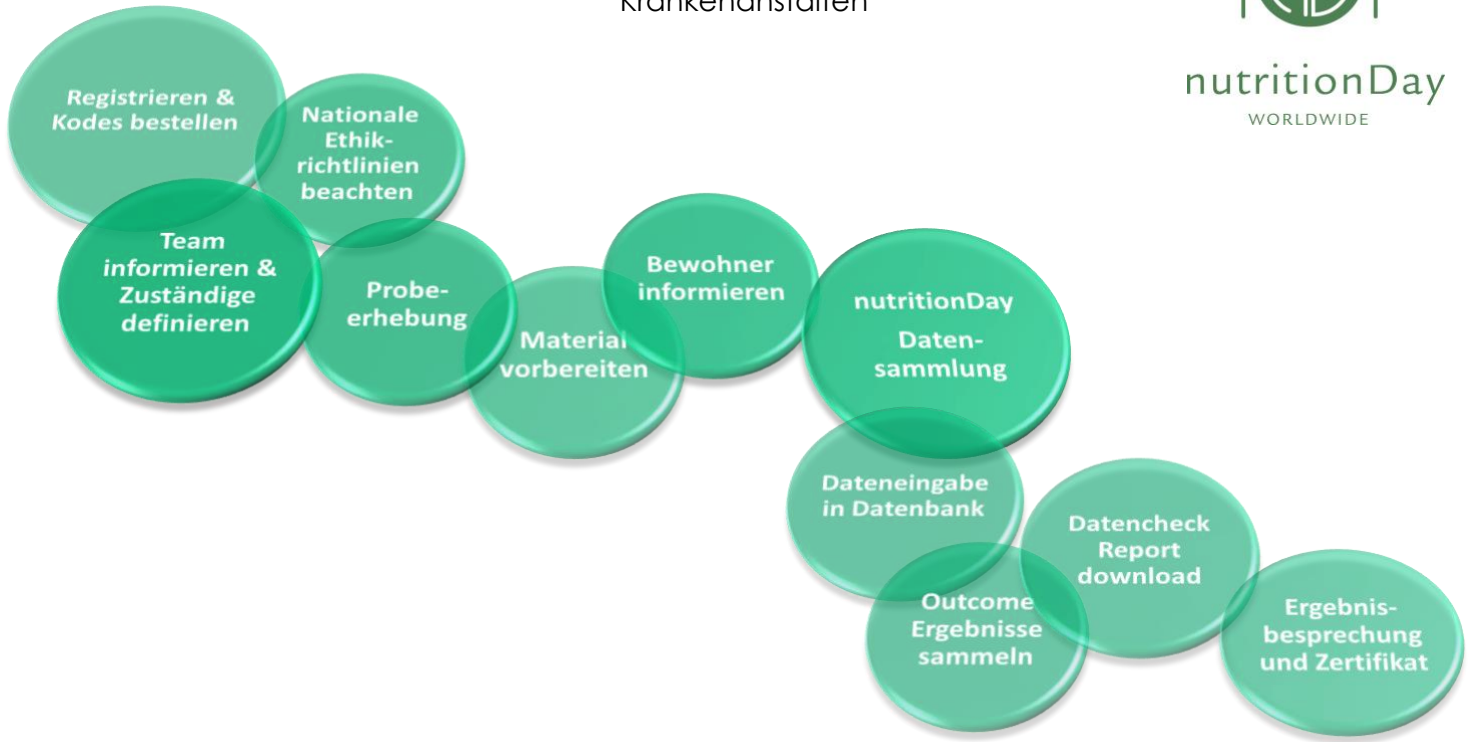 Krankenanstalten
nutritionDay
WORLDWIDE
Registrieren &
Kodes bestellen
Nationale
Ethik-
richtlinien
beachten
Team
informieren &
Zuständige
definieren
Probe-
erhebung
Material
vorbereiten
Bewohner
informieren
nutritionDay
Daten-
sammlung
Dateneingabe
in Datenbank
Outcome
Ergebnisse
sammeln
Datencheck
Report
download
Ergebnis-
besprechung
und Zertifikat